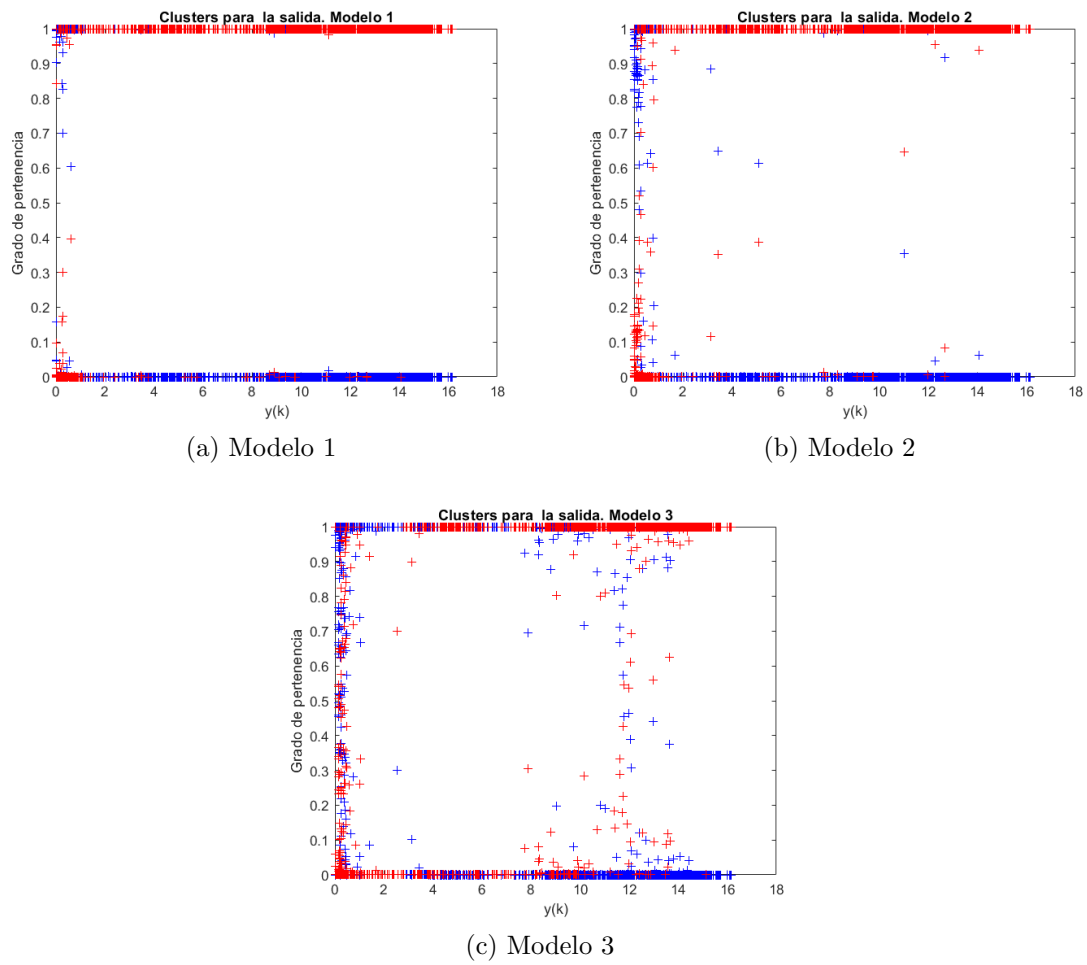 Clusters para la salida. Modelo 1
Grado de pertenencia
1
0.9
0.8
0.7
0.6
0.5
0.4
0.3
0.2
0.1
0
0 2 4 6 8 10 12 14 16 18
y(k)
(a) Modelo 1
Clusters para la salida. Modelo 2
Grado de pertenencia
1
0.9
0.8
0.7
0.6
0.5
0.4
0.3
0.2
0.1
0
0 2 4 6 8 10 12 14 16 18
y(k)
(b) Modelo 2
Clusters para la salida. Modelo 3
Grado de pertenencia
1
0.9
0.8
0.7
0.6
0.5
0.4
0.3
0.2
0.1
0
0 2 4 6 8 10 12 14 16 18
y(k)
(c) Modelo 3